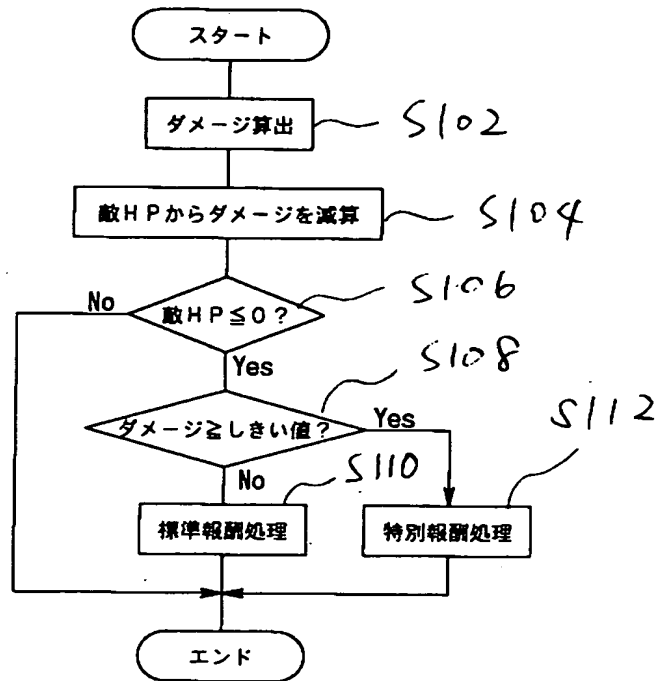 スタート
ダメージ算出
S102
敵HPからダメージを減算
S104
敵HP≦0?
S106
No
Yes
ダメージ≧しきい値?
S108
Yes
No
標準報酬処理
S110
特別報酬処理
S112
エンド